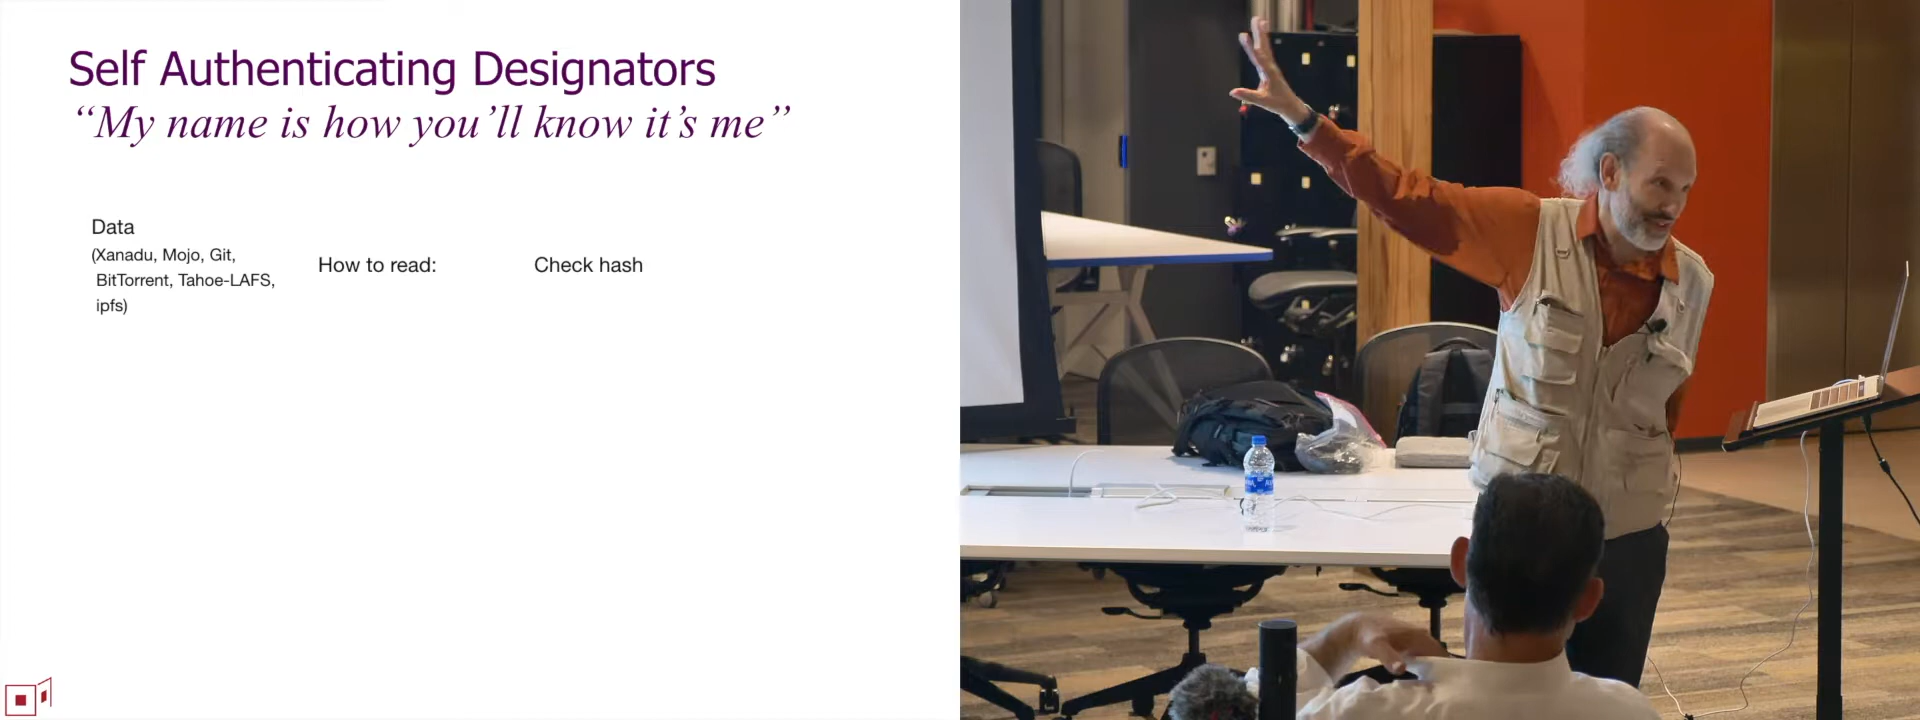 Self Authenticating Designators
“My name is how you’ll know it’s me”
Data
(Xanadu, Mojo, Git,
BitTorrent, Tahoe-LAFS,
ipfs)
How to read:
Check hash